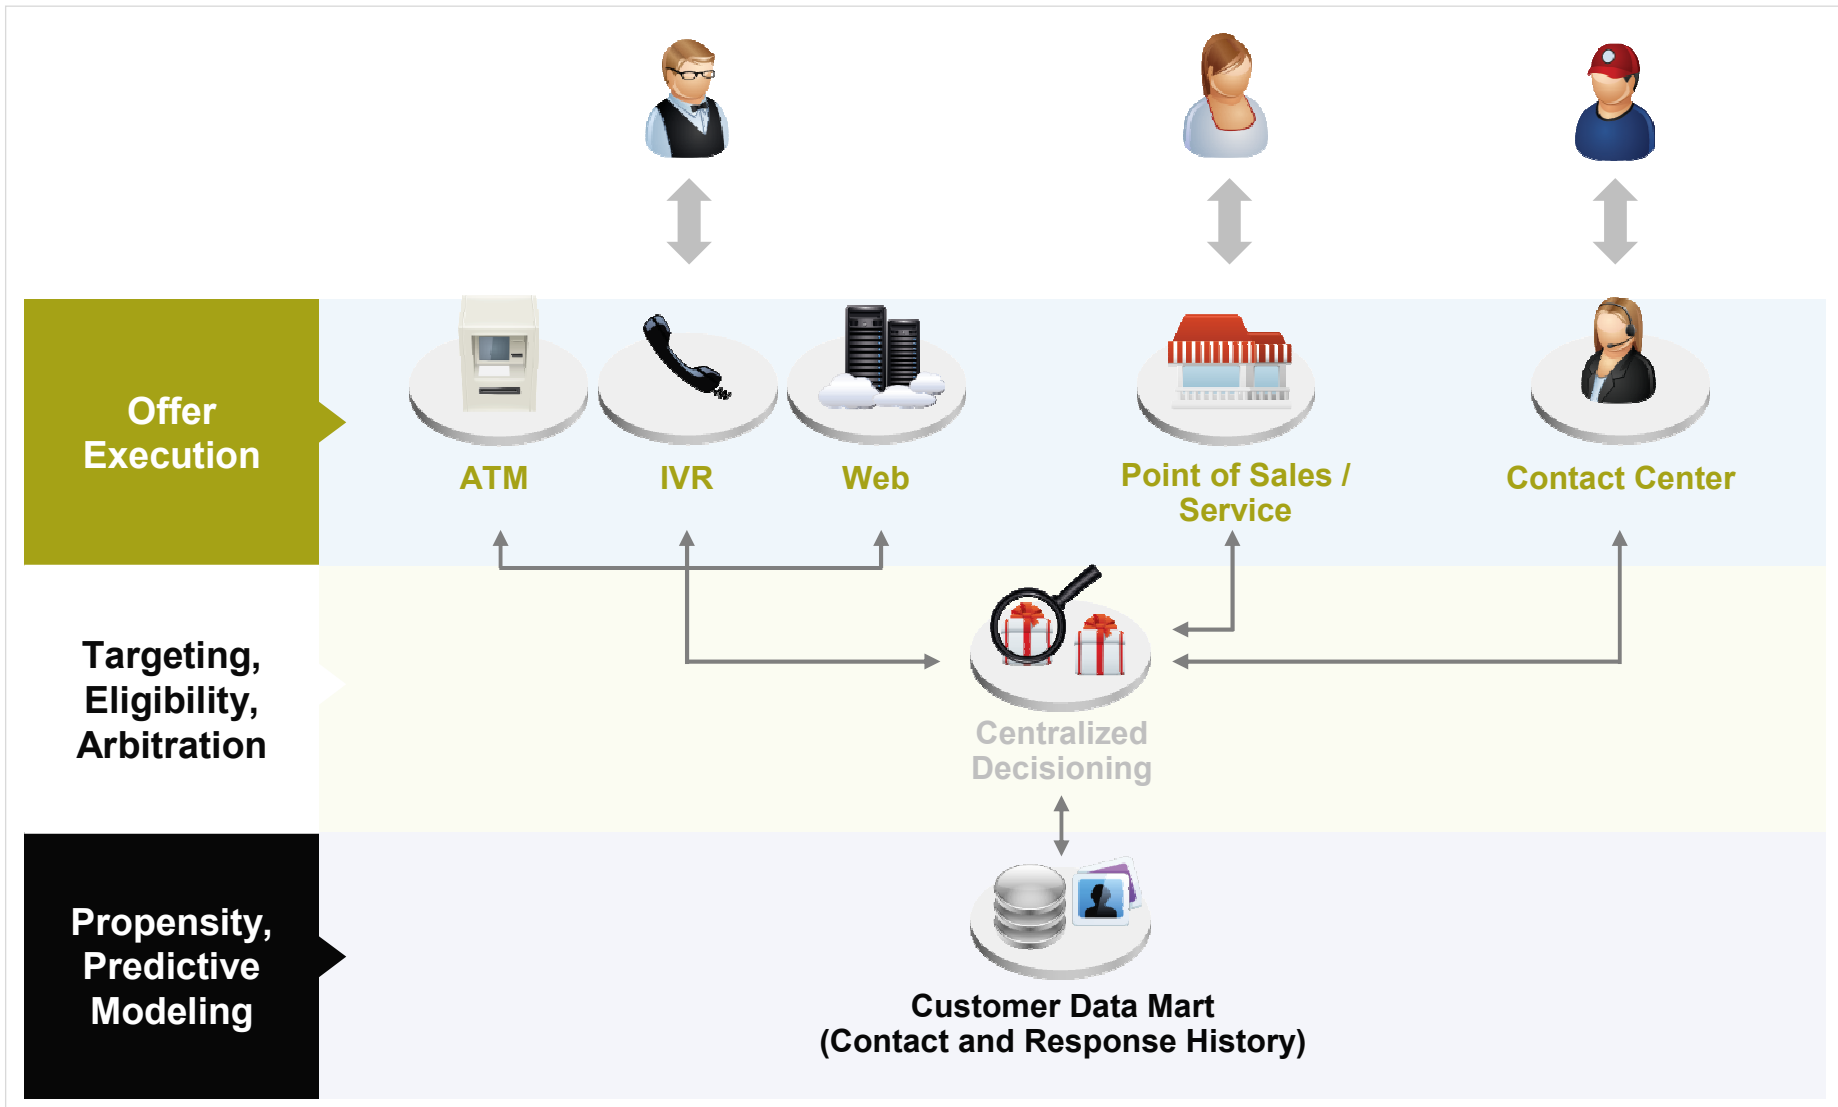 Offer
Execution
ATM
IVR
Web
Point of Sales /
Service
Contact Center
Targeting,
Eligibility,
Arbitration
Centralized
Decisioning
Propensity,
Predictive
Modeling
Customer Data Mart
(Contact and Response History)